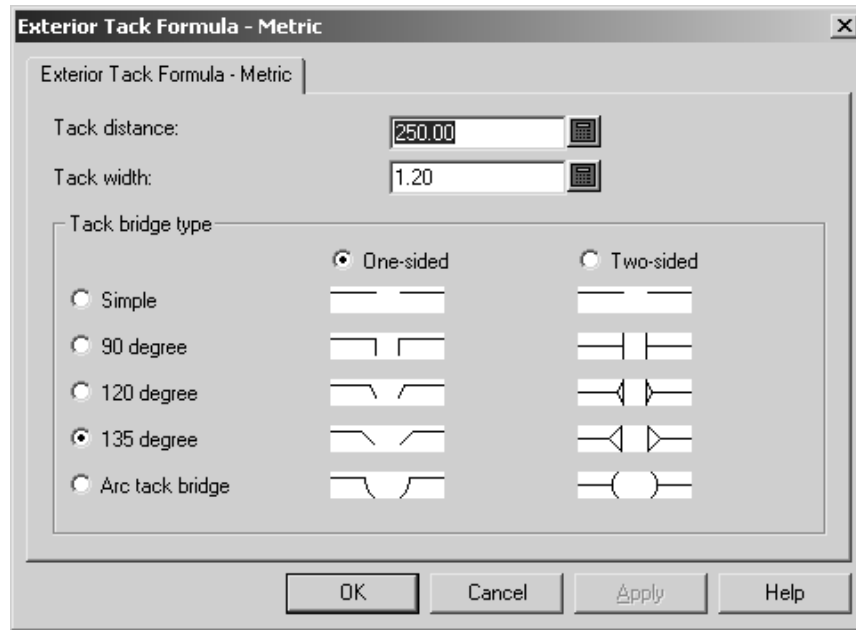 Exterior Tack Formula - Metric
Exterior Tack Formula - Metric
Tack distance: 250.00
Tack width: 1.20
Tack bridge type
One-sided Two-sided
Simple
90 degree
120 degree
135 degree
Arc tack bridge
OK Cancel Apply Help